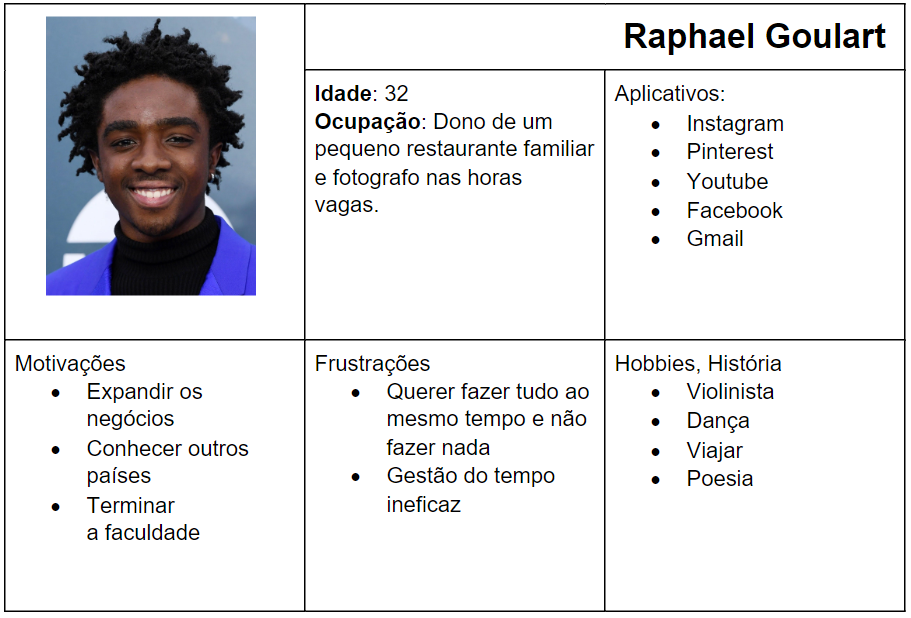 Raphael Goulart
Idade: 32
Ocupação: Dono de um
pequeno restaurante familiar
e fotografo nas horas
vagas.
Aplicativos:
• Instagram
• Pinterest
• Youtube
• Facebook
• Gmail
Motivações
• Expandir os
negócios
• Conhecer outros
países
• Terminar
a faculdade
Frustrações
• Querer fazer tudo ao
mesmo tempo e não
fazer nada
• Gestão do tempo
ineficaz
Hobbies, História
• Violinista
• Dança
• Viajar
• Poesia